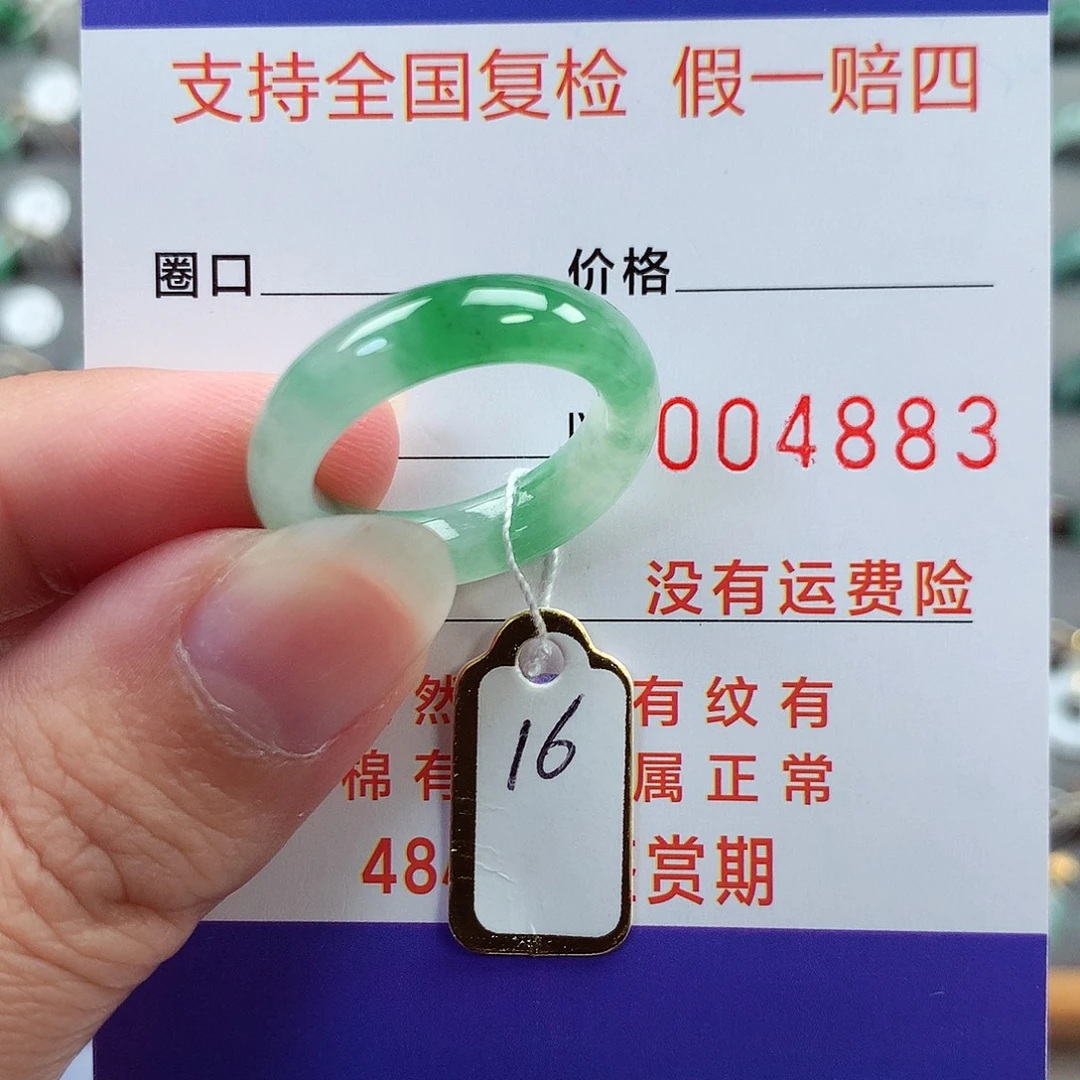 支持全国复检 假一赔四
圈口 价格
004883
没有运费险
然 有纹有
棉有 属正常
48 赏期
16